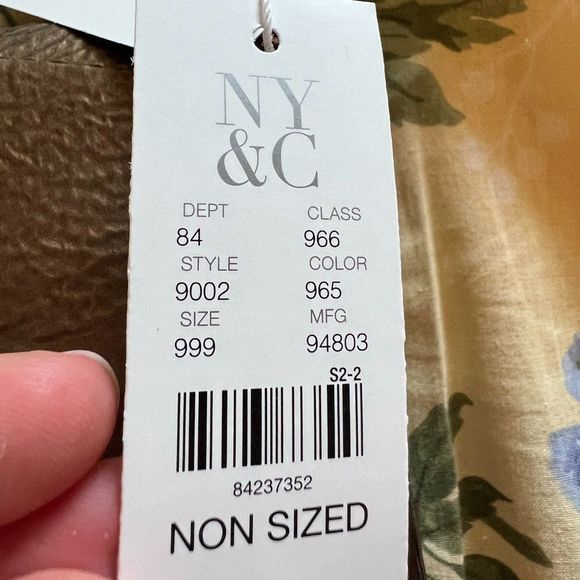 NY
&C
DEPT CLASS
84 966
STYLE COLOR
9002 965
SIZE MFG
999 94803
S2-2
84237352
NON SIZED